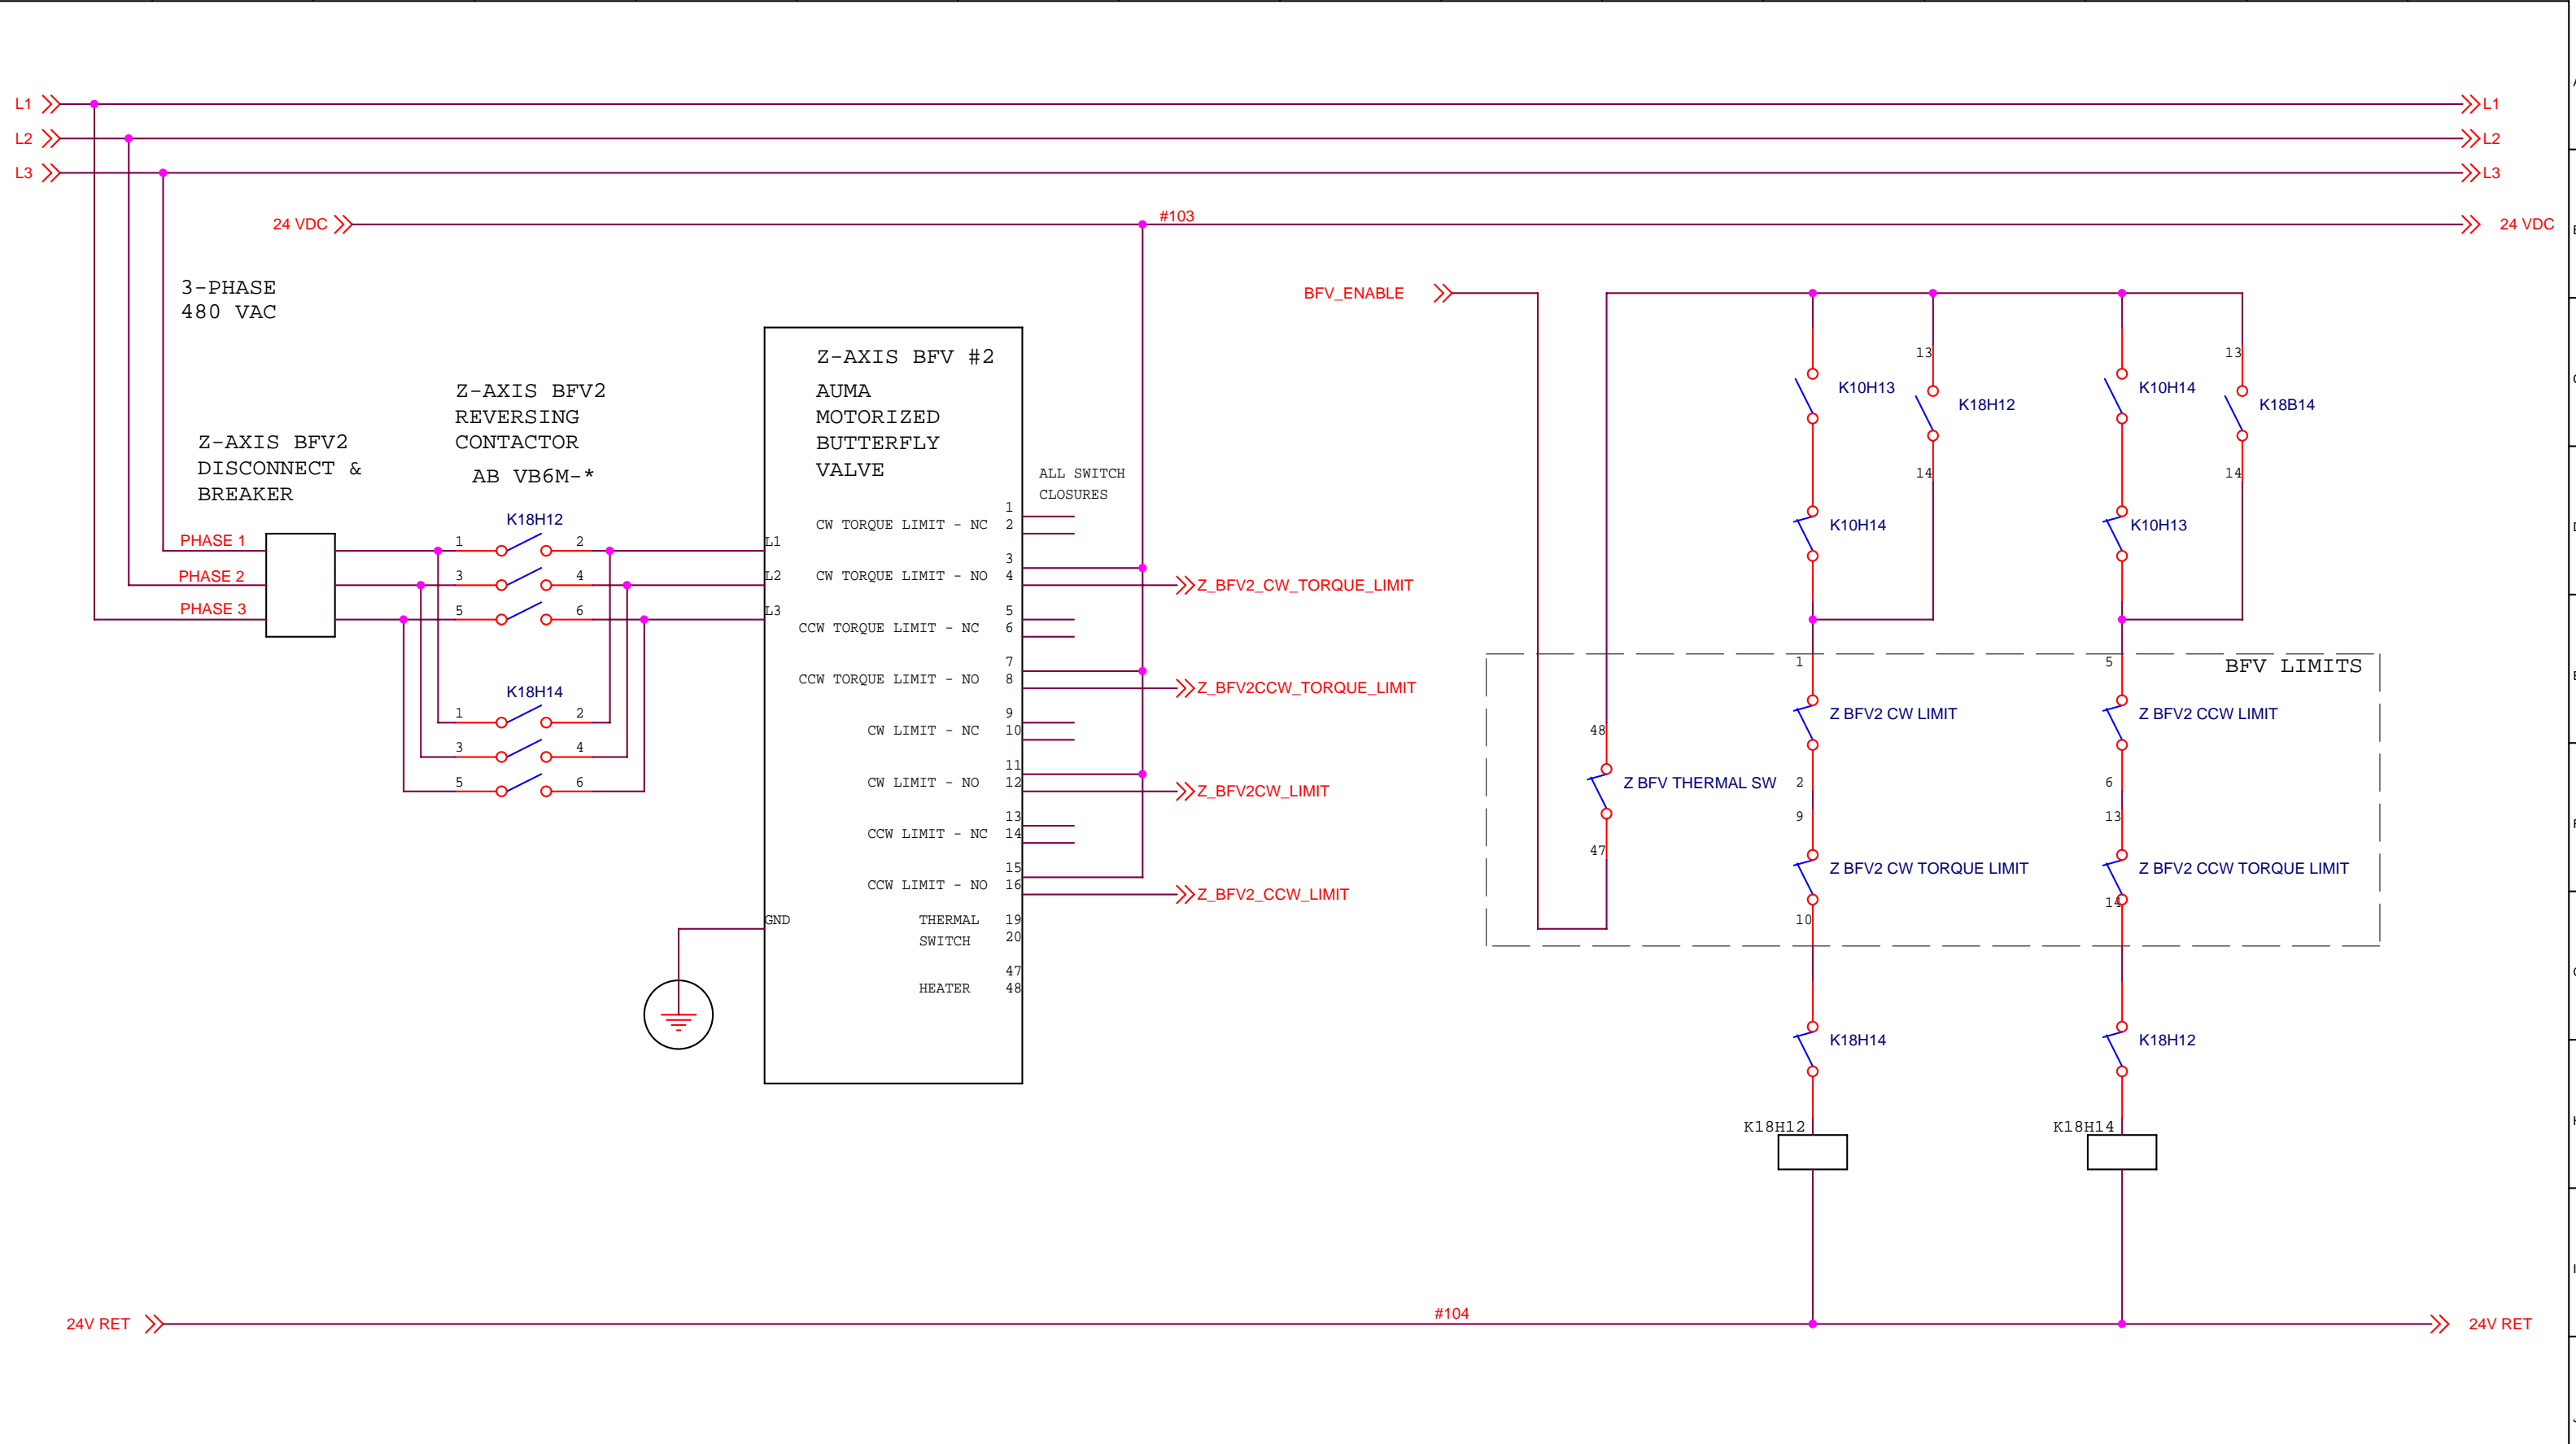 L1
L1
L2
L2
L3
L3
#103
24 VDC
24 VDC
3-PHASE
480 VAC
BFV_ENABLE
Z-AXIS BFV2
DISCONNECT &
BREAKER
Z-AXIS BFV2
REVERSING
CONTACTOR
AB VB6M-*
Z-AXIS BFV #2
AUMA
MOTORIZED
BUTTERFLY
VALVE
ALL SWITCH
CLOSURES
PHASE 1
PHASE 2
PHASE 3
K18H12
1 2
3 4
5 6
K18H14
1 2
3 4
5 6
L1
L2
L3
GND
1
CW TORQUE LIMIT - NC 2
3
CW TORQUE LIMIT - NO 4
5
CCW TORQUE LIMIT - NC 6
7
CCW TORQUE LIMIT - NO 8
9
CW LIMIT - NC 10
11
CW LIMIT - NO 12
13
CCW LIMIT - NC 14
15
CCW LIMIT - NO 16
THERMAL 19
SWITCH 20
47
HEATER 48
Z_BFV2_CW_TORQUE_LIMIT
Z_BFV2CCW_TORQUE_LIMIT
Z_BFV2CW_LIMIT
Z_BFV2_CCW_LIMIT
K10H13
13
K18H12
14
K10H14
K10H14
13
K18B14
14
K10H13
BFV LIMITS
48
Z BFV THERMAL SW
47
1
Z BFV2 CW LIMIT
2
9
Z BFV2 CW TORQUE LIMIT
10
5
Z BFV2 CCW LIMIT
6
13
Z BFV2 CCW TORQUE LIMIT
14
K18H14
K18H12
K18H12
K18H14
#104
24V RET
24V RET